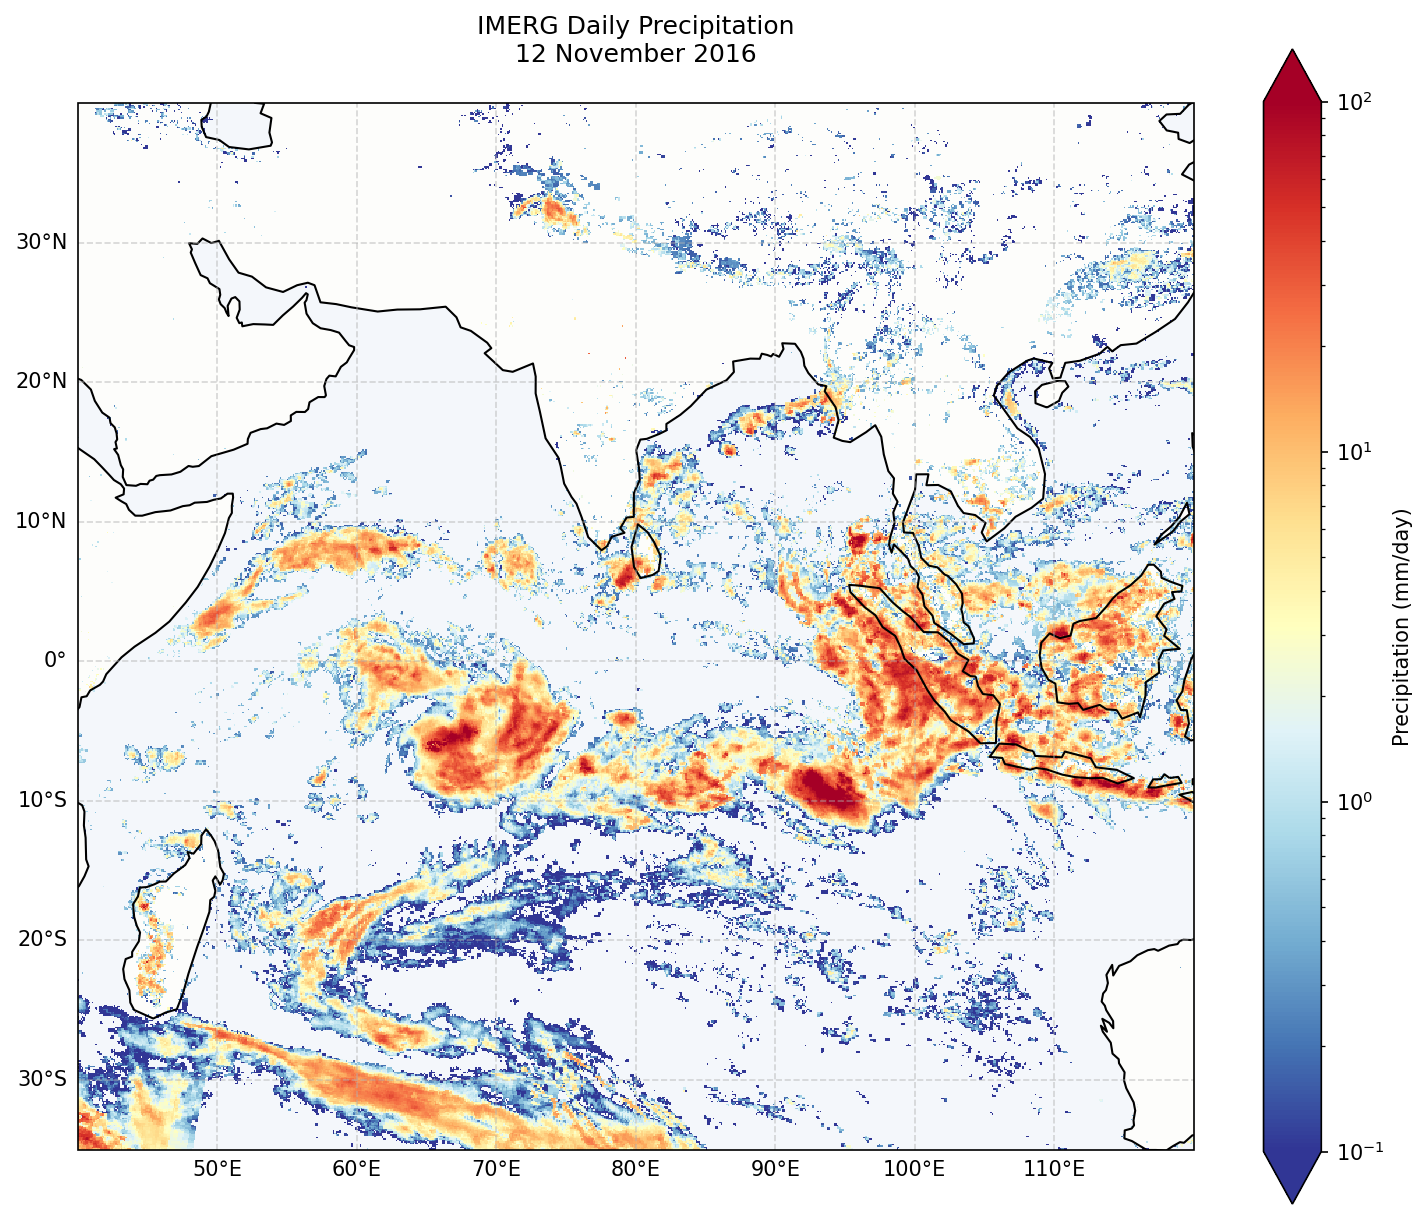 IMERG Daily Precipitation
12 November 2016
30°N
20°N
10°N
0°
10°S
20°S
30°S
50°E 60°E 70°E 80°E 90°E 100°E 110°E
10²
10¹
10⁰
10⁻¹
Precipitation (mm/day)